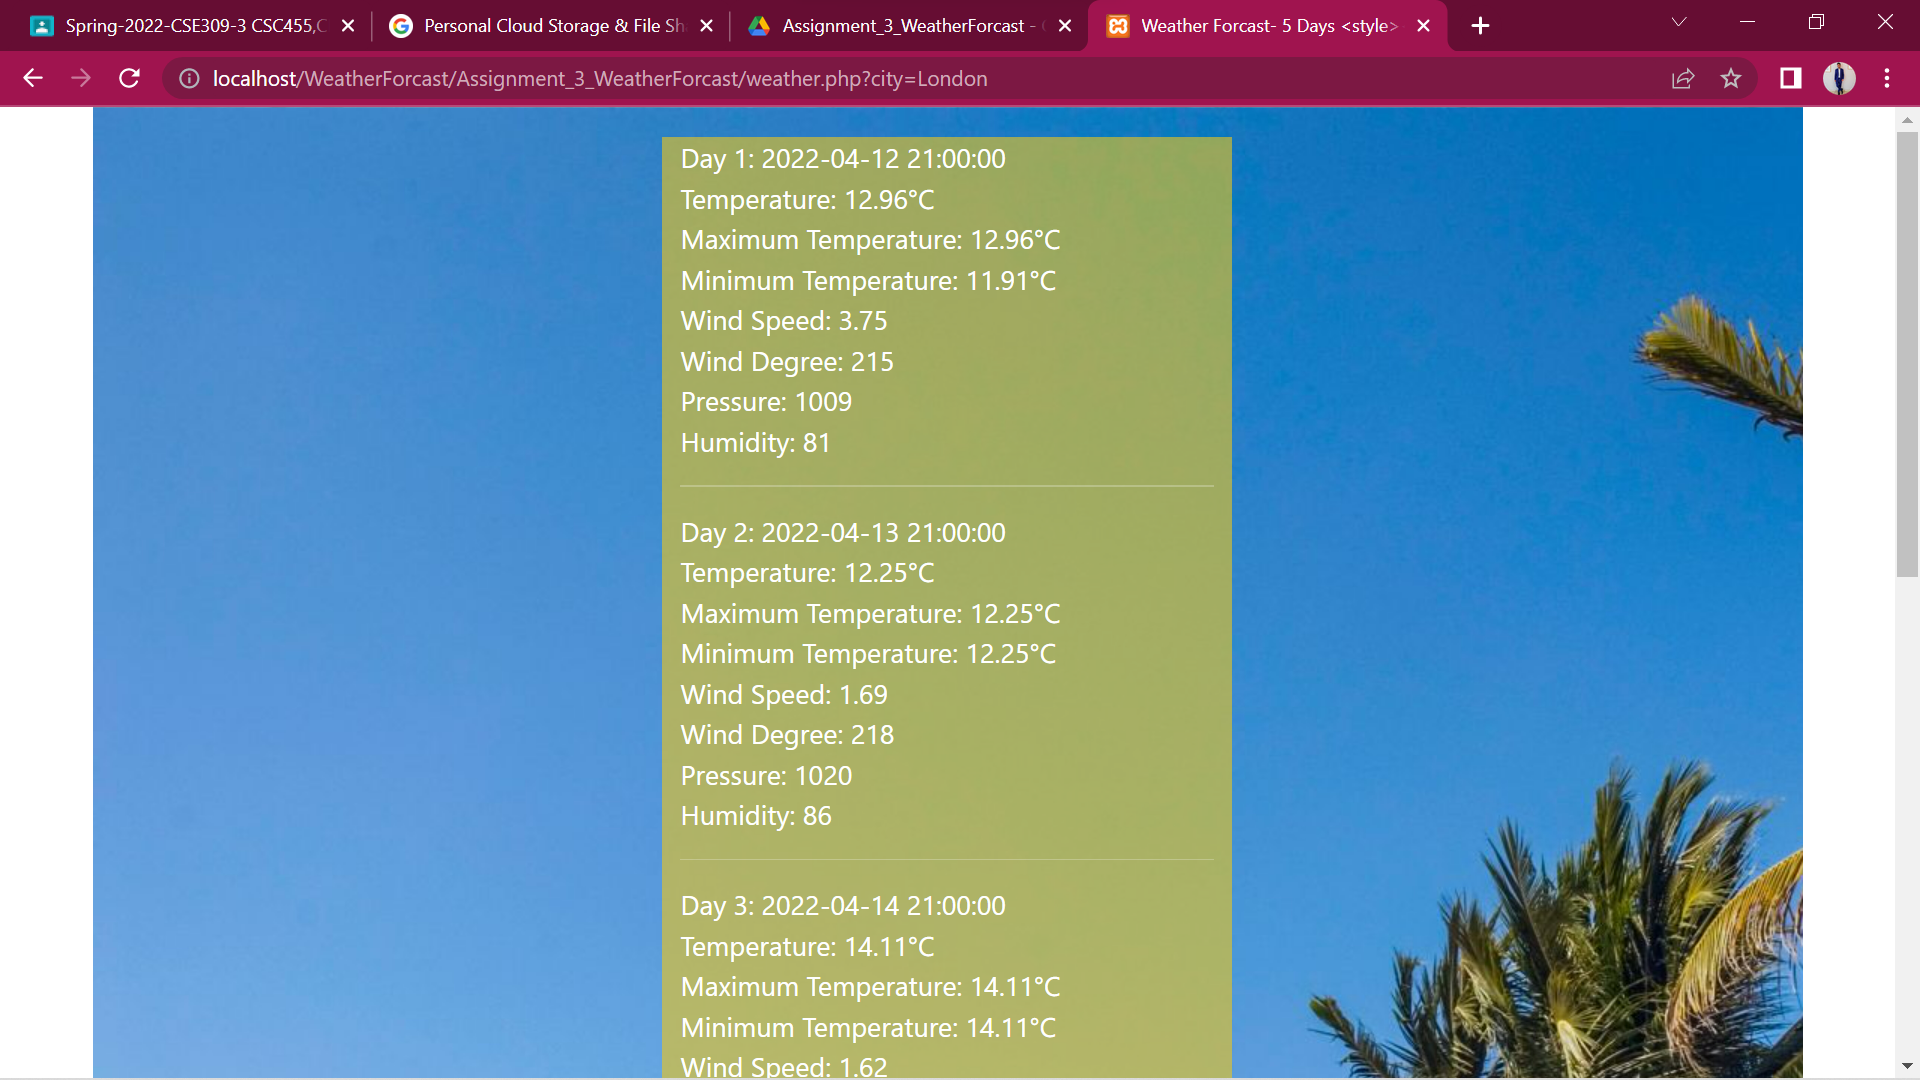 Spring-2022-CSE309-3 CSC455,C
Personal Cloud Storage & File Sh
Assignment_3_WeatherForcast -
Weather Forcast- 5 Days <style>
localhost/WeatherForcast/Assignment_3_WeatherForcast/weather.php?city=London
Day 1: 2022-04-12 21:00:00
Temperature: 12.96°C
Maximum Temperature: 12.96°C
Minimum Temperature: 11.91°C
Wind Speed: 3.75
Wind Degree: 215
Pressure: 1009
Humidity: 81
Day 2: 2022-04-13 21:00:00
Temperature: 12.25°C
Maximum Temperature: 12.25°C
Minimum Temperature: 12.25°C
Wind Speed: 1.69
Wind Degree: 218
Pressure: 1020
Humidity: 86
Day 3: 2022-04-14 21:00:00
Temperature: 14.11°C
Maximum Temperature: 14.11°C
Minimum Temperature: 14.11°C
Wind Speed: 1.62